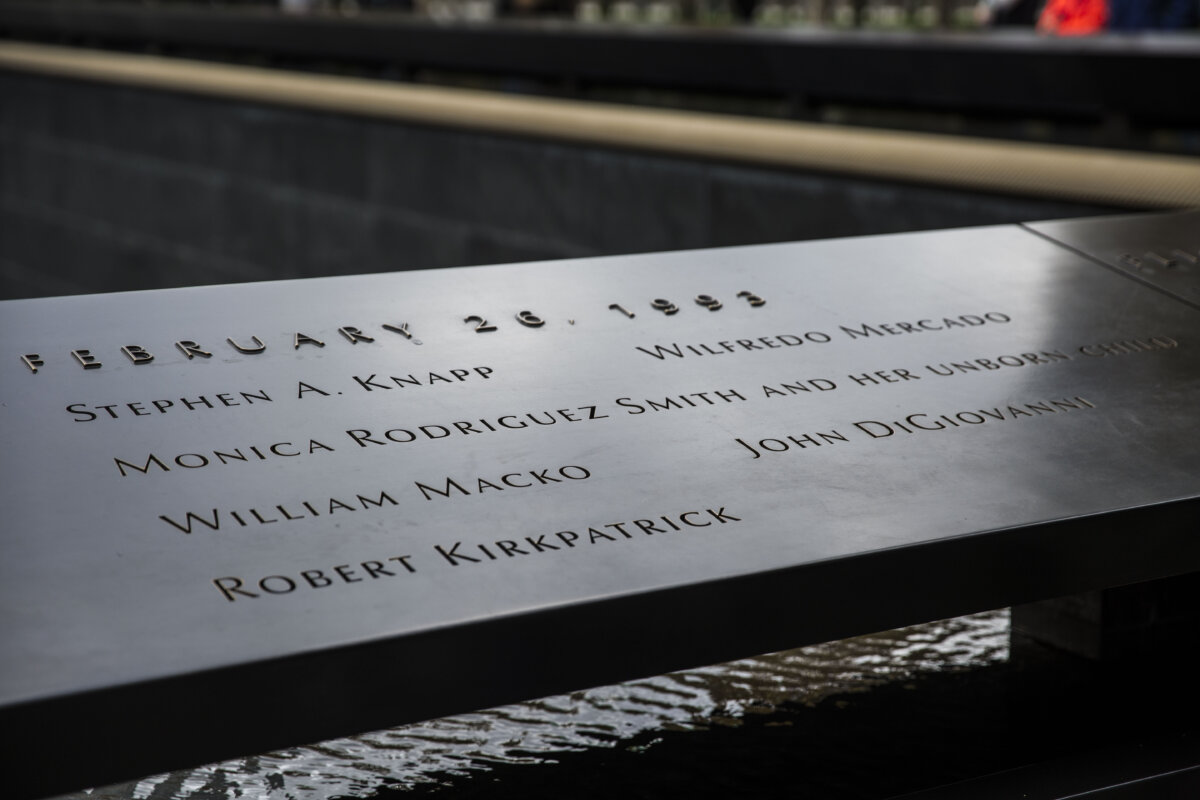 FEBRUARY 26, 1993
STEPHEN A. KNAPP WILFREDO MERCADO
MONICA RODRIGUEZ SMITH AND HER UNBORN CHILD
WILLIAM MACKO JOHN DIGIOVANNI
ROBERT KIRKPATRICK